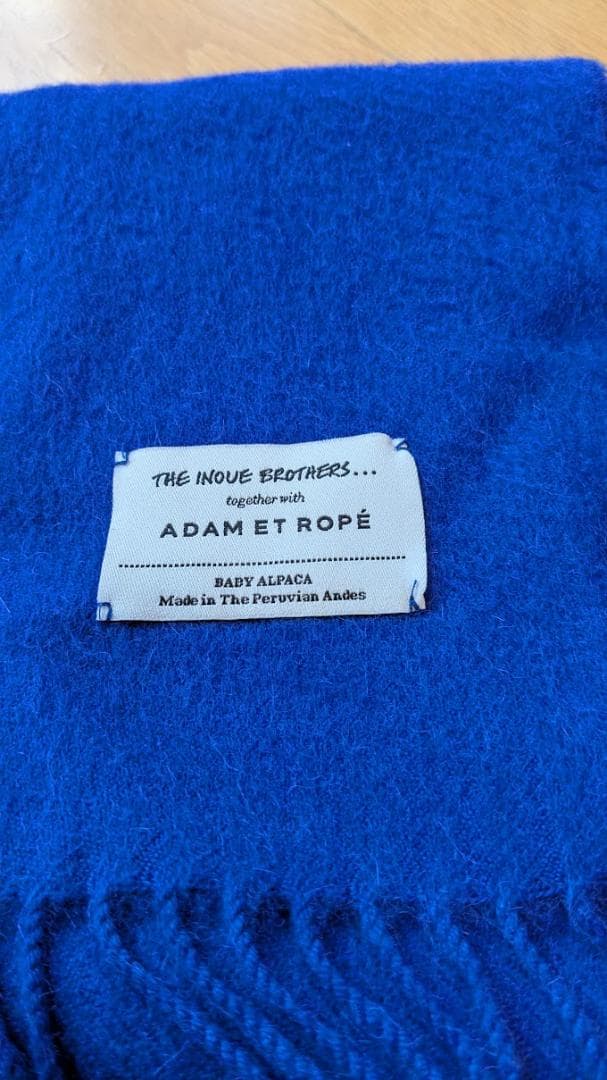 THE INOUE BROTHERS...
together with
ADAM ET ROPÉ
BABY ALPACA
Made in The Peruvian Andes